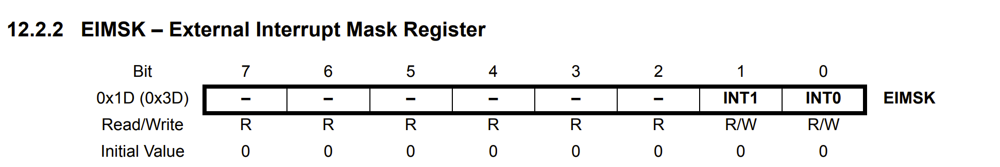 12.2.2 EIMSK – External Interrupt Mask Register
Bit 7 6 5 4 3 2 1 0
0x1D (0x3D) – – – – – – INT1 INT0 EIMSK
Read/Write R R R R R R R/W R/W
Initial Value 0 0 0 0 0 0 0 0